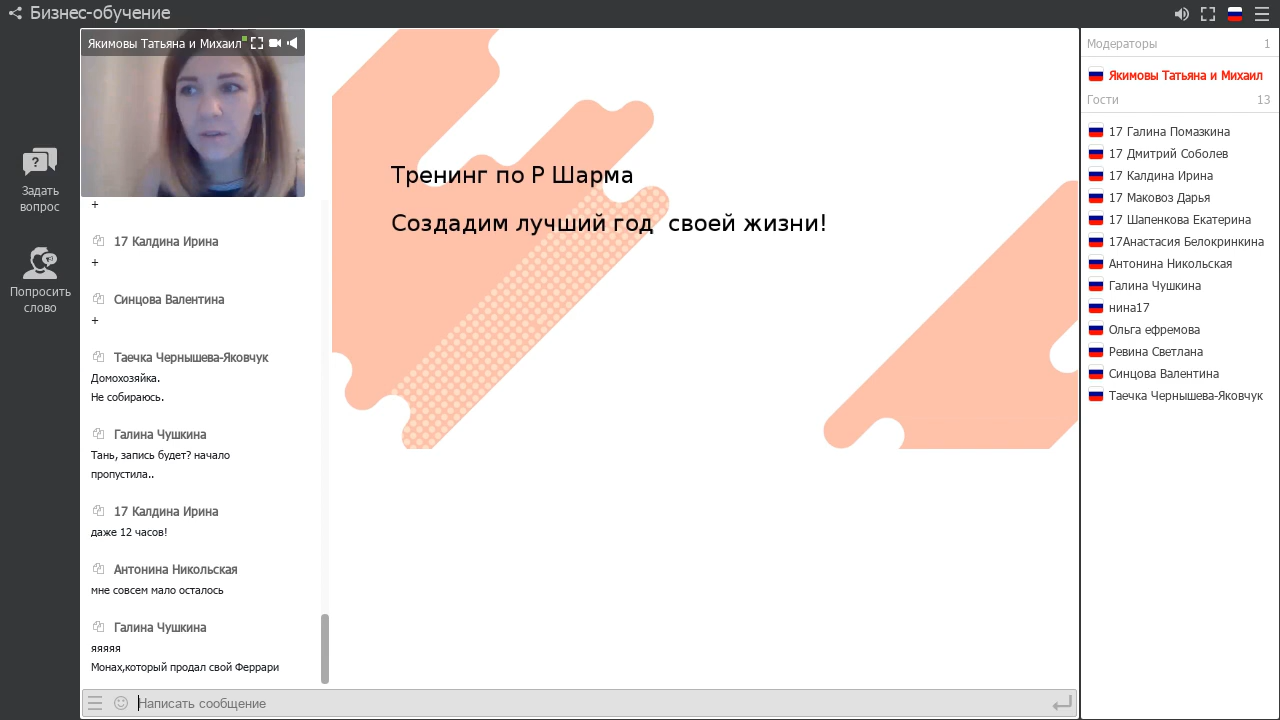 Бизнес-обучение
Якимовы Татьяна и Михаил
Задать
вопрос
Попросить
слово
+
17 Калдина Ирина
+
Синцова Валентина
+
Таечка Чернышева-Яковчук
Домохозяйка.
Не собираюсь.
Галина Чушкина
Тань, запись будет? начало
пропустила..
17 Калдина Ирина
даже 12 часов!
Антонина Никольская
мне совсем мало осталось
Галина Чушкина
яяяяя
Монах,который продал свой Феррари
Написать сообщение
Тренинг по Р Шарма
Создадим лучший год своей жизни!
Модераторы 1
Якимовы Татьяна и Михаил
Гости 13
17 Галина Помазкина
17 Дмитрий Соболев
17 Калдина Ирина
17 Маковоз Дарья
17 Шапенкова Екатерина
17Анастасия Белокринкина
Антонина Никольская
Галина Чушкина
нина17
Ольга ефремова
Ревина Светлана
Синцова Валентина
Таечка Чернышева-Яковчук